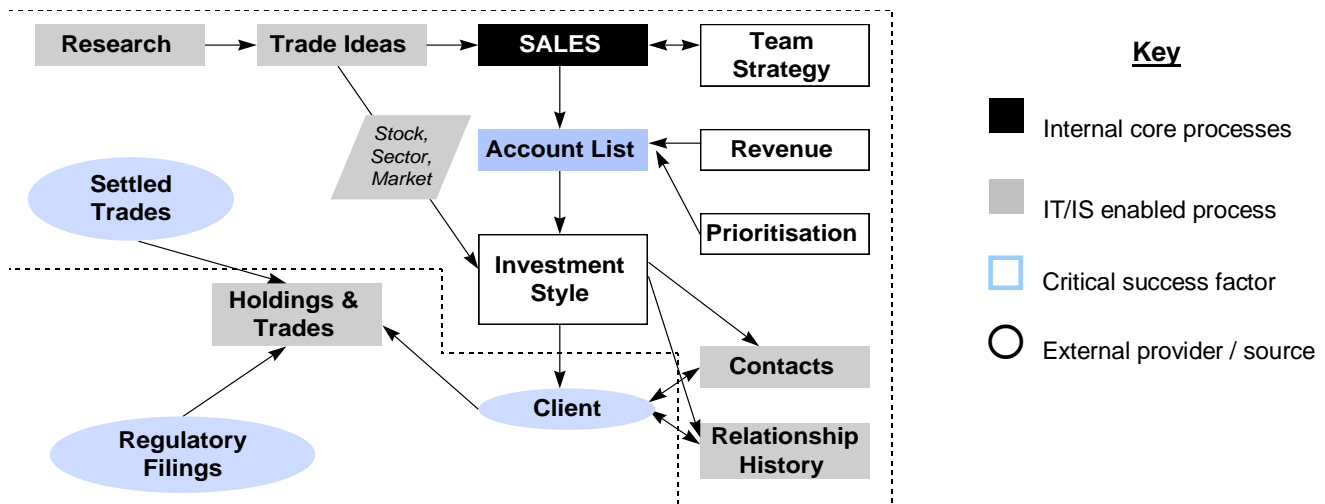 Research
Trade Ideas
SALES
Team
Strategy
Key
Internal core processes
Stock,
Sector,
Market
Account List
Revenue
Settled
Trades
IT/IS enabled process
Prioritisation
Investment
Style
Critical success factor
Holdings &
Trades
External provider / source
Contacts
Client
Regulatory
Filings
Relationship
History